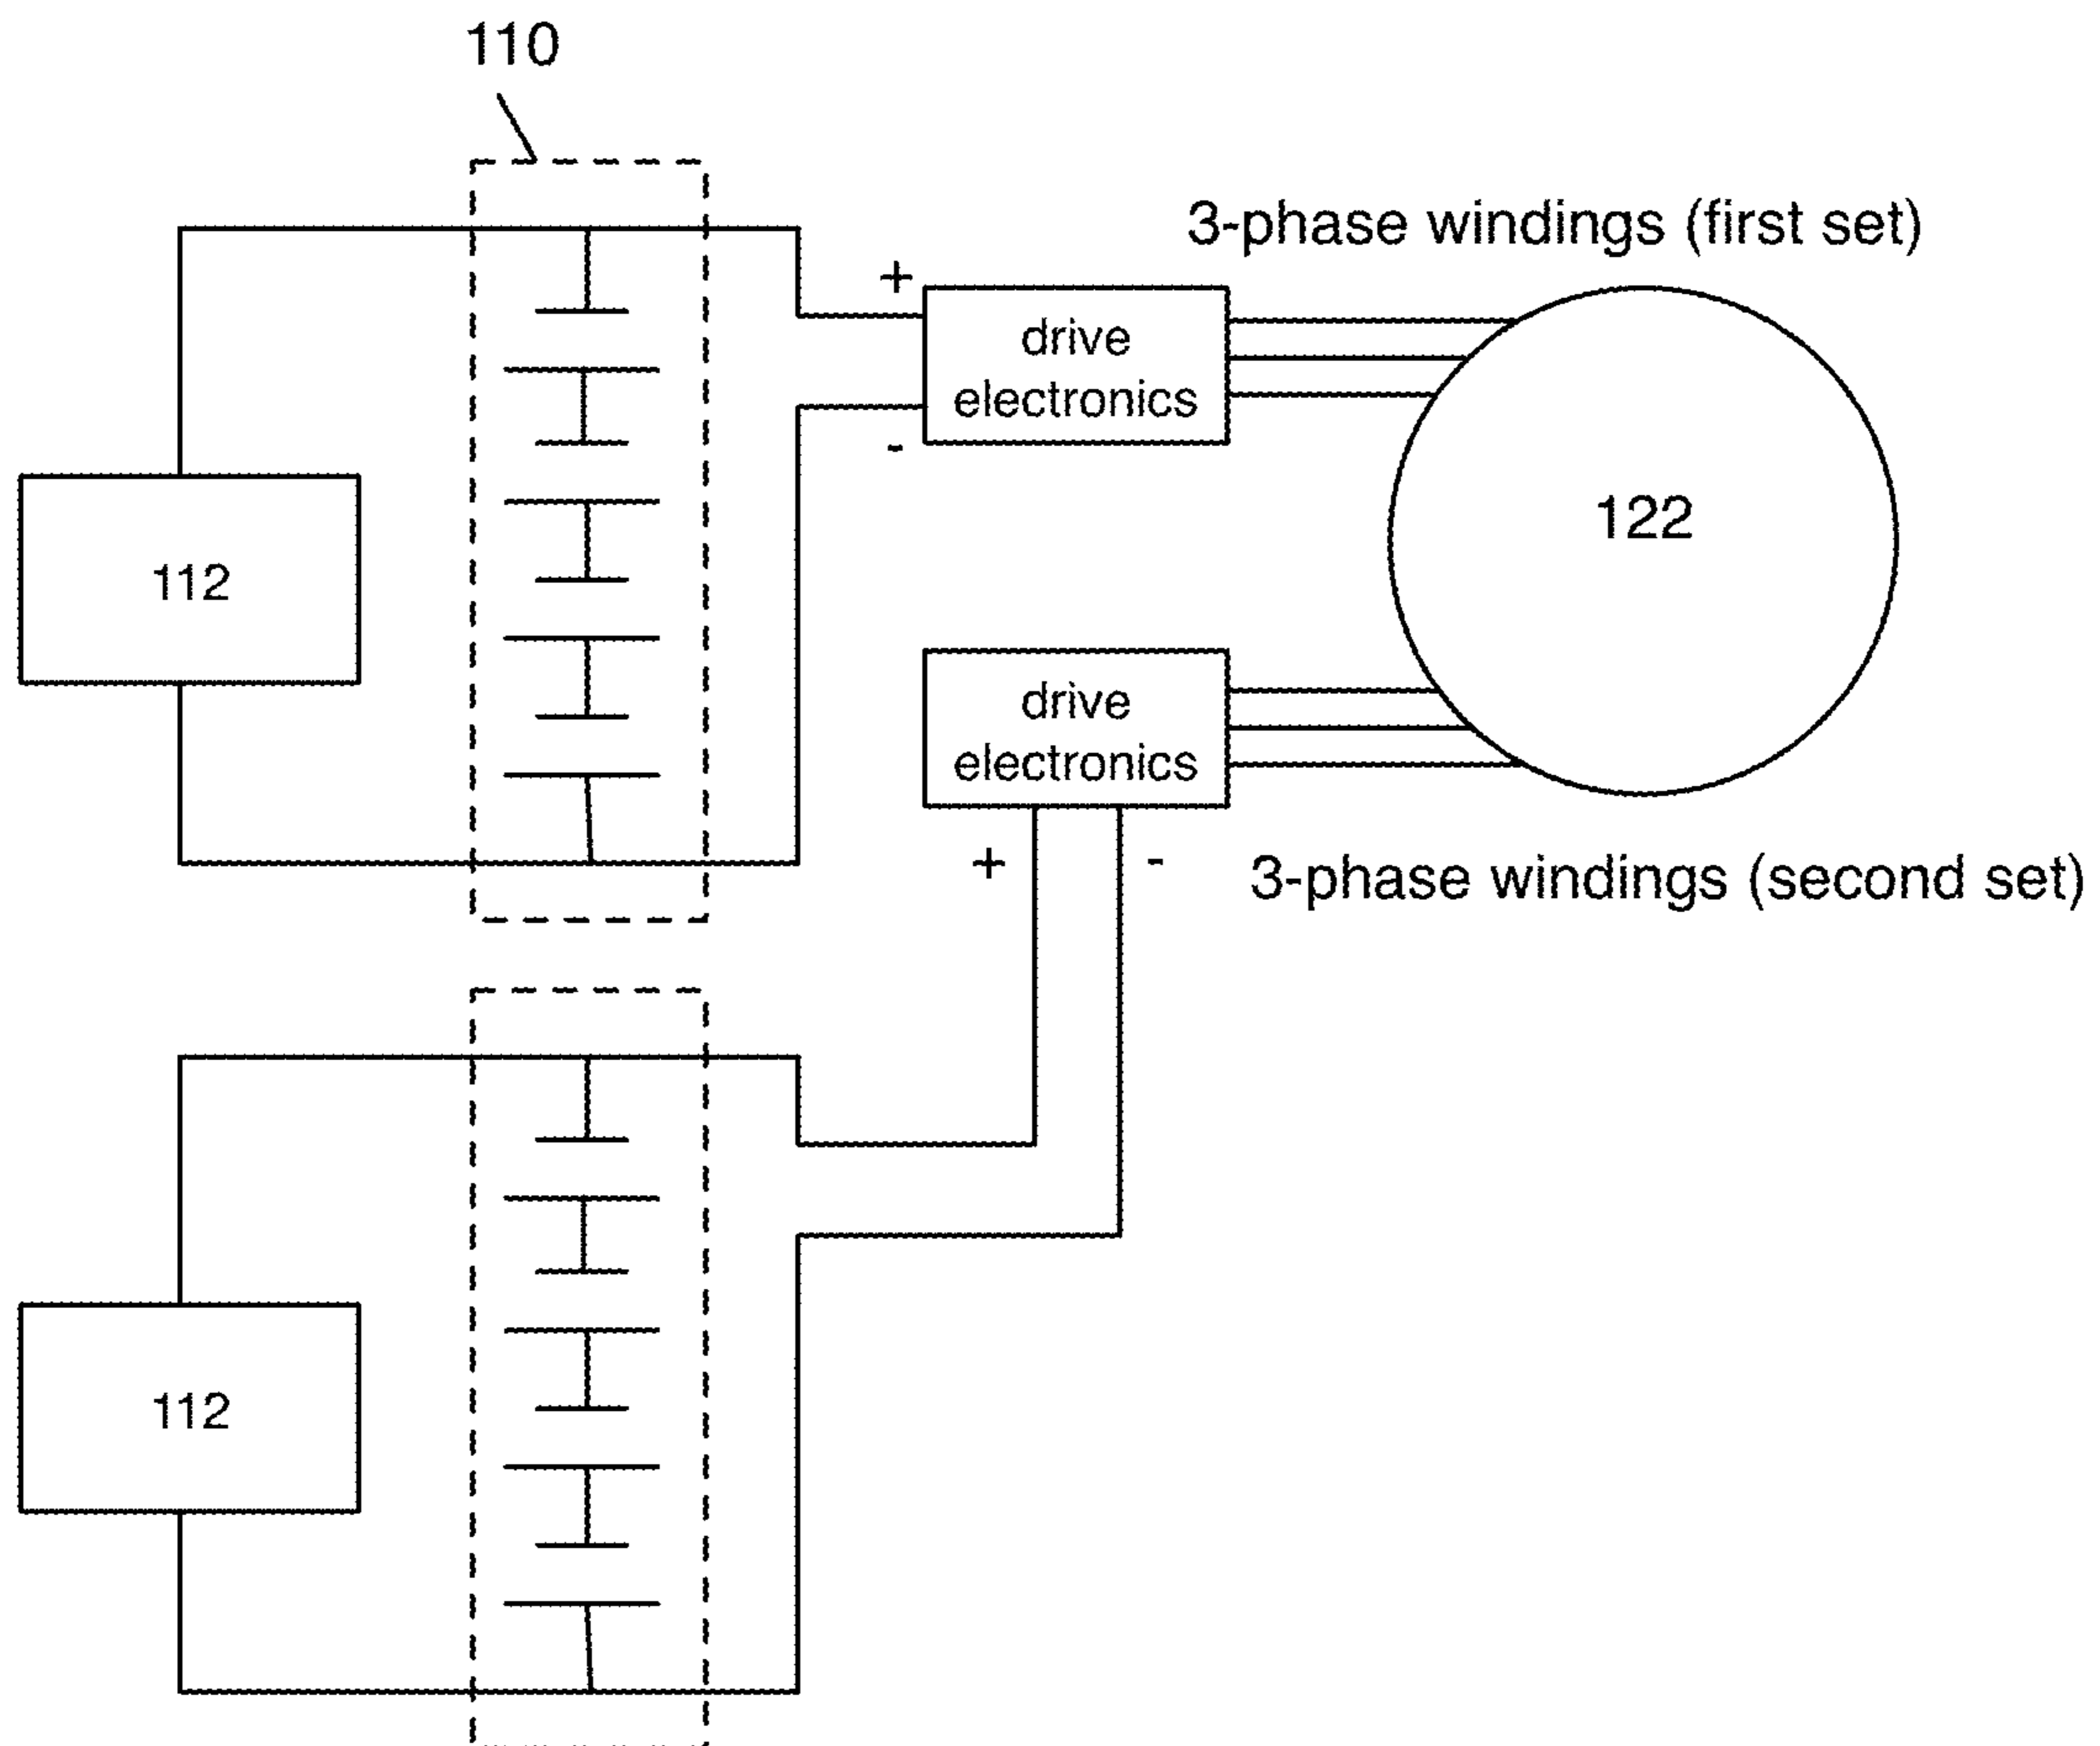 110
3-phase windings (first set)
+
drive
electronics
-
122
112
drive
electronics
+
-
3-phase windings (second set)
112